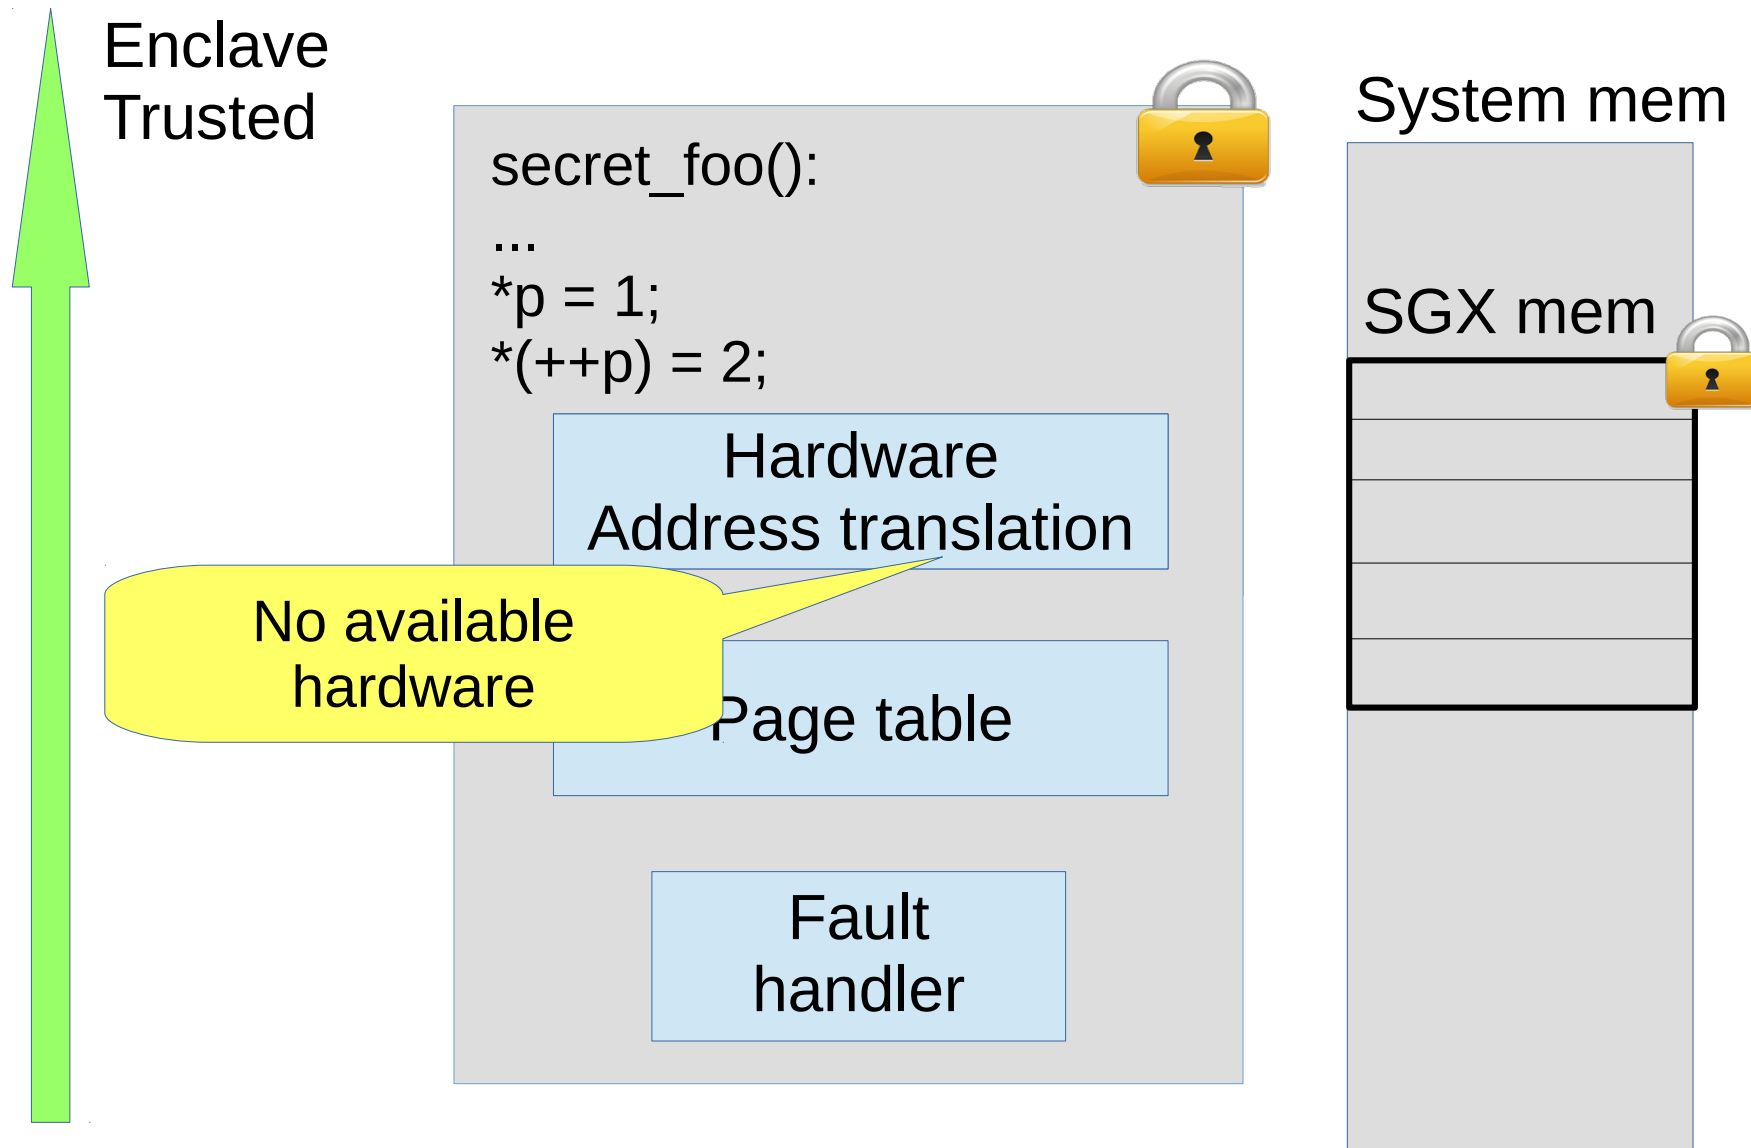 Enclave
Trusted
System mem
secret_foo():
...
*p = 1;
*(++p) = 2;
SGX mem
Hardware
Address translation
No available
hardware
Page table
Fault
handler